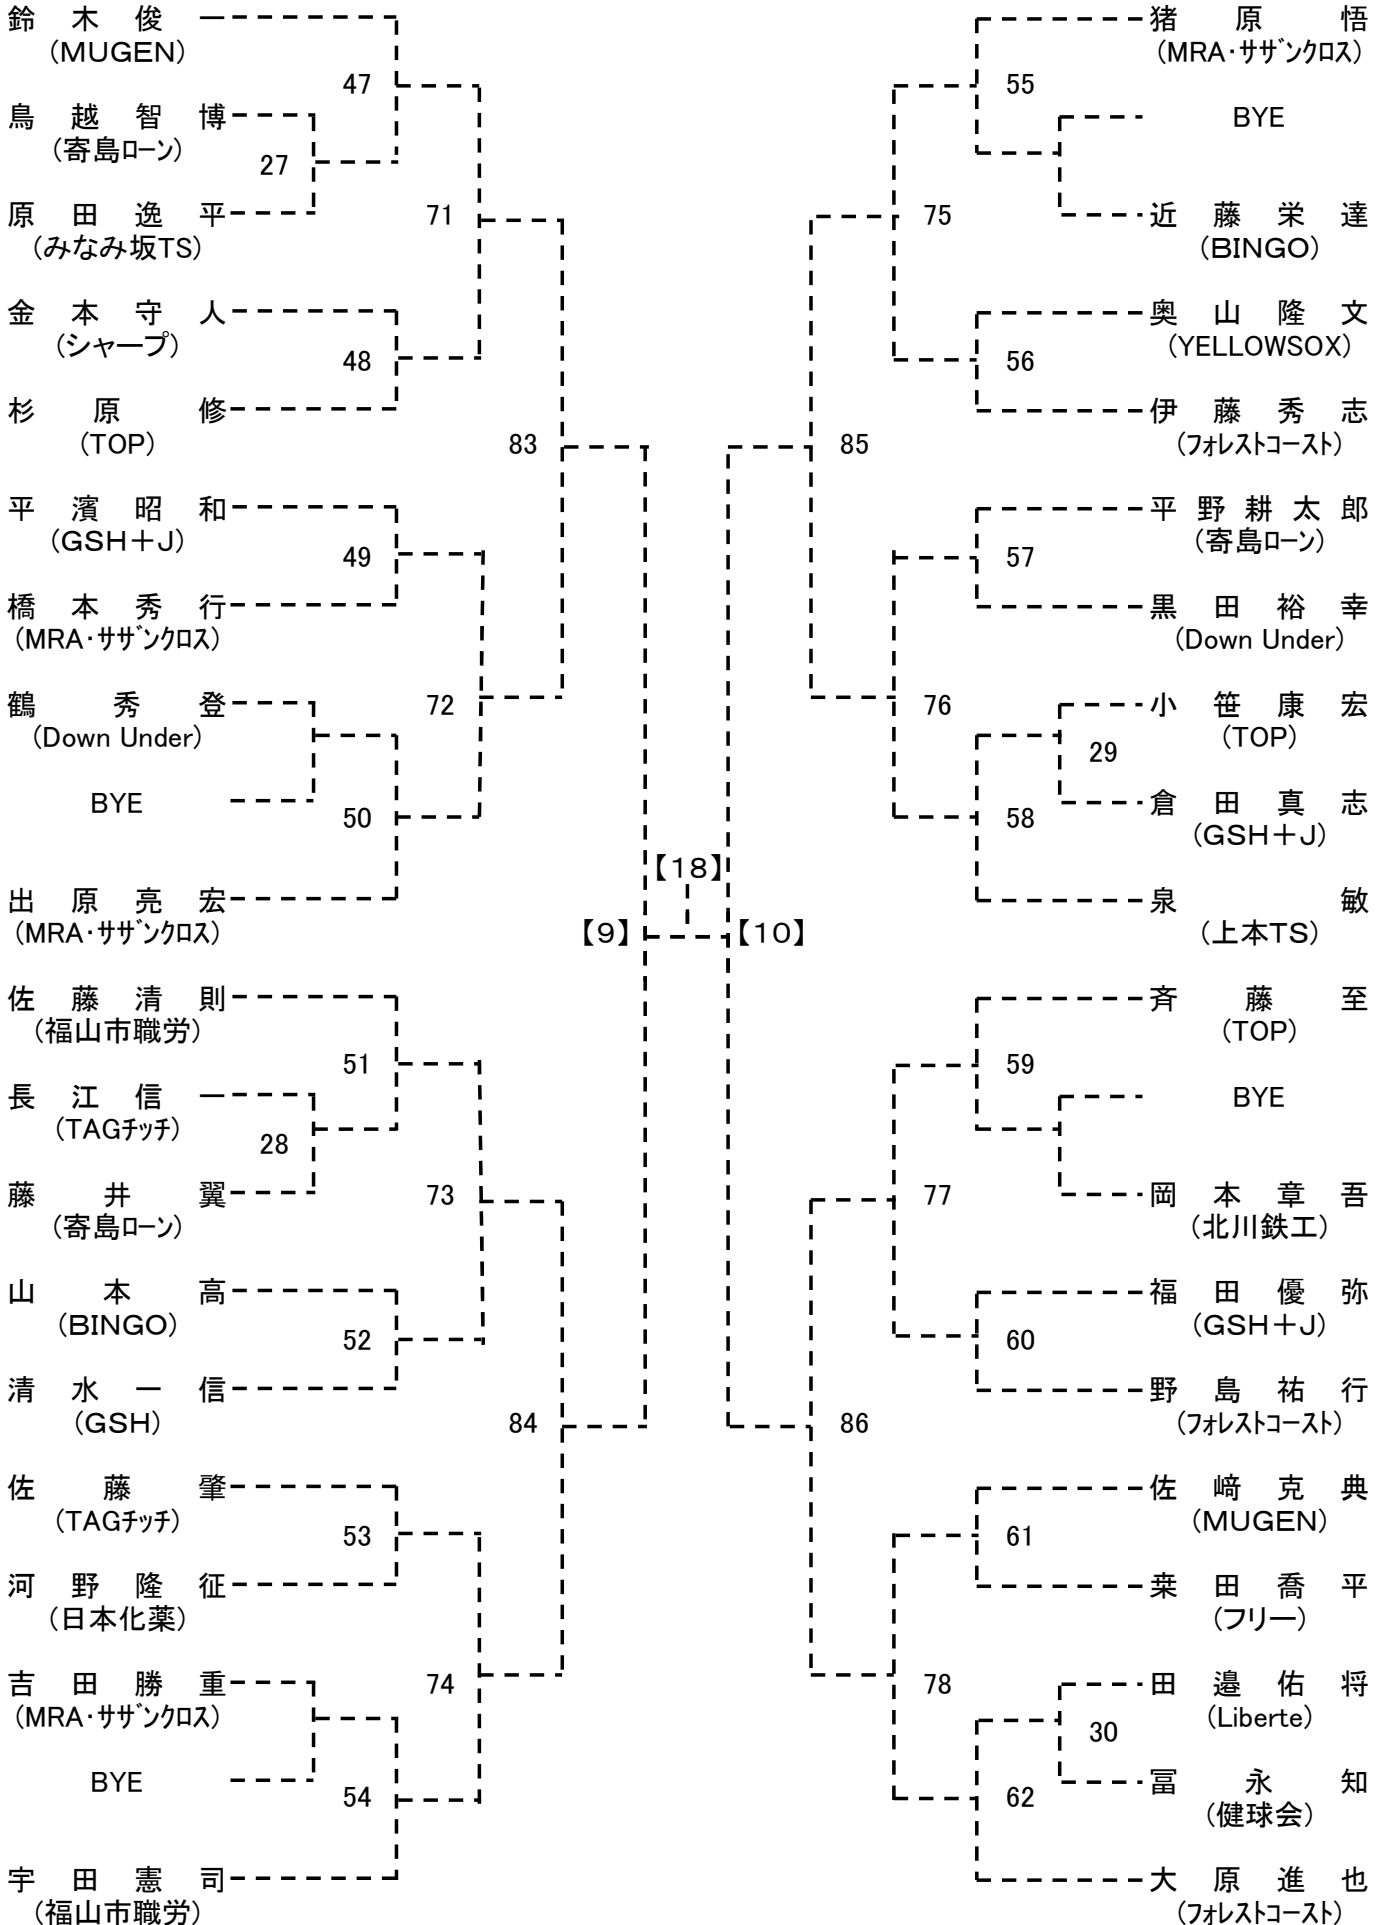 鈴木俊一
(MUGEN)
47
鳥越智博
(寄島ローン)
27
原田逸平
(みなみ坂TS)
71
金本守人
(シャープ)
48
杉原修
(TOP)
83
平濱昭和
(GSH+J)
49
橋本秀行
(MRA・サザンクロス)
鶴秀登
(Down Under)
72
BYE
50
出原亮宏
(MRA・サザンクロス)
【9】
【18】
【10】
佐藤清則
(福山市職労)
51
長江信一
(TAGチッチ)
28
藤井翼
(寄島ローン)
73
山本高
(BINGO)
52
清水一信
(GSH)
84
佐藤肇
(TAGチッチ)
53
河野隆征
(日本化薬)
吉田勝重
(MRA・サザンクロス)
74
BYE
54
宇田憲司
(福山市職労)
猪原悟
(MRA・サザンクロス)
55
BYE
近藤栄達
(BINGO)
75
奥山隆文
(YELLOWSOX)
56
伊藤秀志
(フォレストコースト)
85
平野耕太郎
(寄島ローン)
57
黒田裕幸
(Down Under)
小笹康宏
(TOP)
76
29
倉田真志
(GSH+J)
58
泉敏
(上本TS)
斉藤至
(TOP)
59
BYE
岡本章吾
(北川鉄工)
77
福田優弥
(GSH+J)
60
野島祐行
(フォレストコースト)
86
佐﨑克典
(MUGEN)
61
桒田喬平
(フリー)
田邉佑将
(Liberte)
78
30
冨永知
(健球会)
62
大原進也
(フォレストコースト)